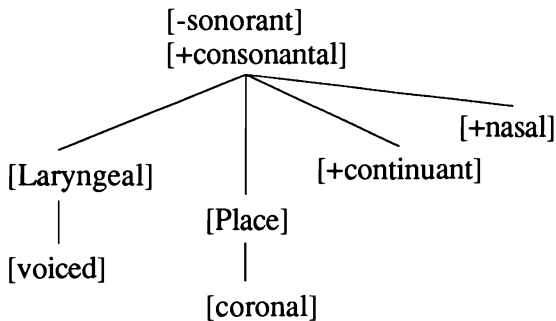 [-sonorant]
[+consonantal]
[+nasal]
[Laryngeal]
[+continuant]
[Place]
[voiced]
[coronal]